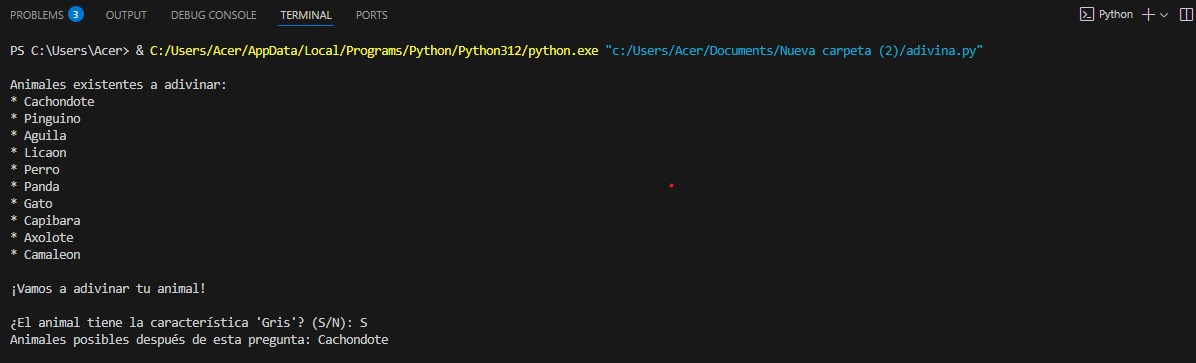 PROBLEMS 3 OUTPUT DEBUG CONSOLE TERMINAL PORTS Python
PS C:\Users\Acer> & C:/Users/Acer/AppData/Local/Programs/Python/Python312/python.exe "c:/Users/Acer/Documents/Nueva carpeta (2)/adivina.py"
Animales existentes a adivinar:
* Cachondote
* Pinguino
* Aguila
* Licaon
* Perro
* Panda
* Gato
* Capibara
* Axolote
* Camaleon
¡Vamos a adivinar tu animal!
¿El animal tiene la característica 'Gris'? (S/N): S
Animales posibles después de esta pregunta: Cachondote